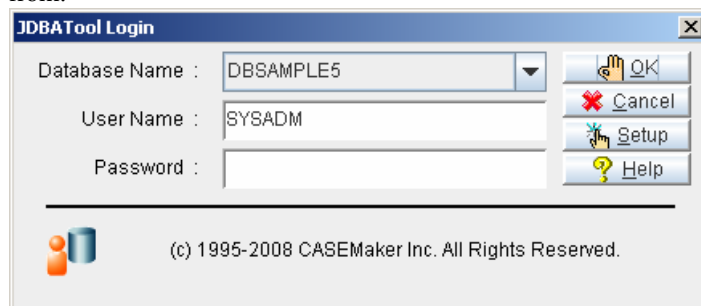 JDBATool Login
Database Name : DBSAMPLE5
OK
Cancel
User Name : SYSADM
Setup
Password :
Help
(c) 1995-2008 CASEMaker Inc. All Rights Reserved.